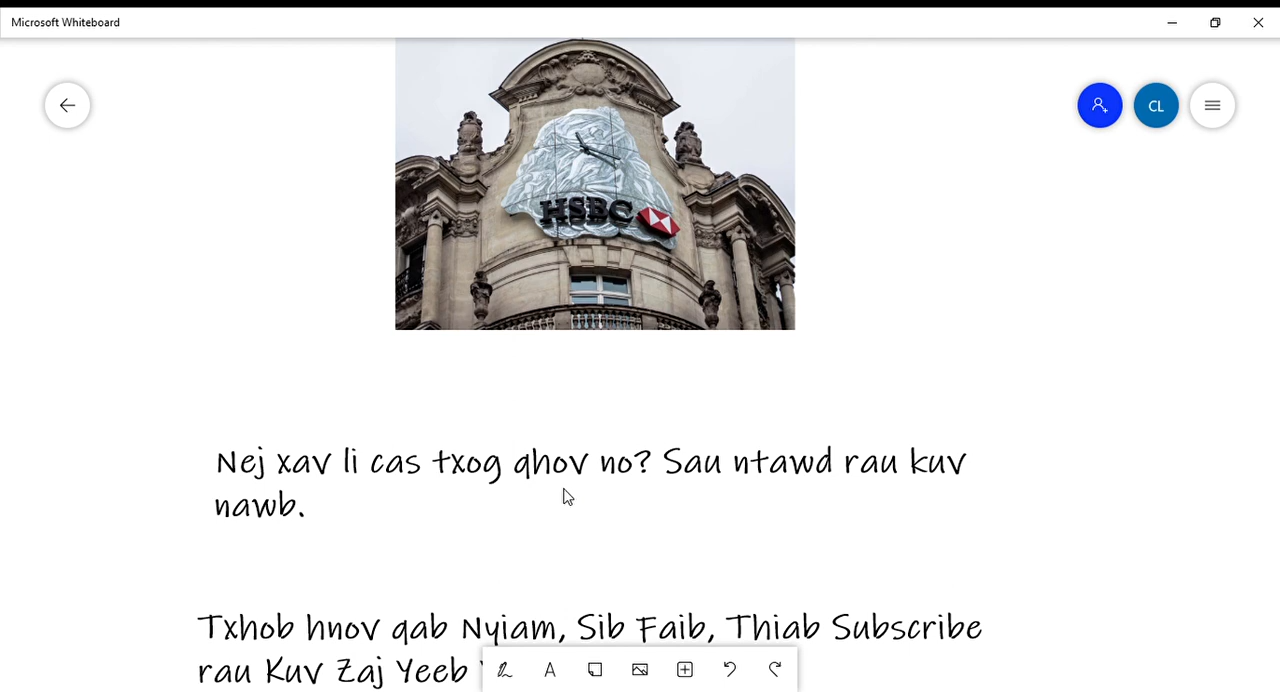 Microsoft Whiteboard
CL
HSBC
Nej xav li cas txog qhov no? Sau ntawd rau kuv
nawb.
Txhob hnov qab Nyiam, Sib Faib, Thiab Subscribe
rau Kuv Zaj Yeeb